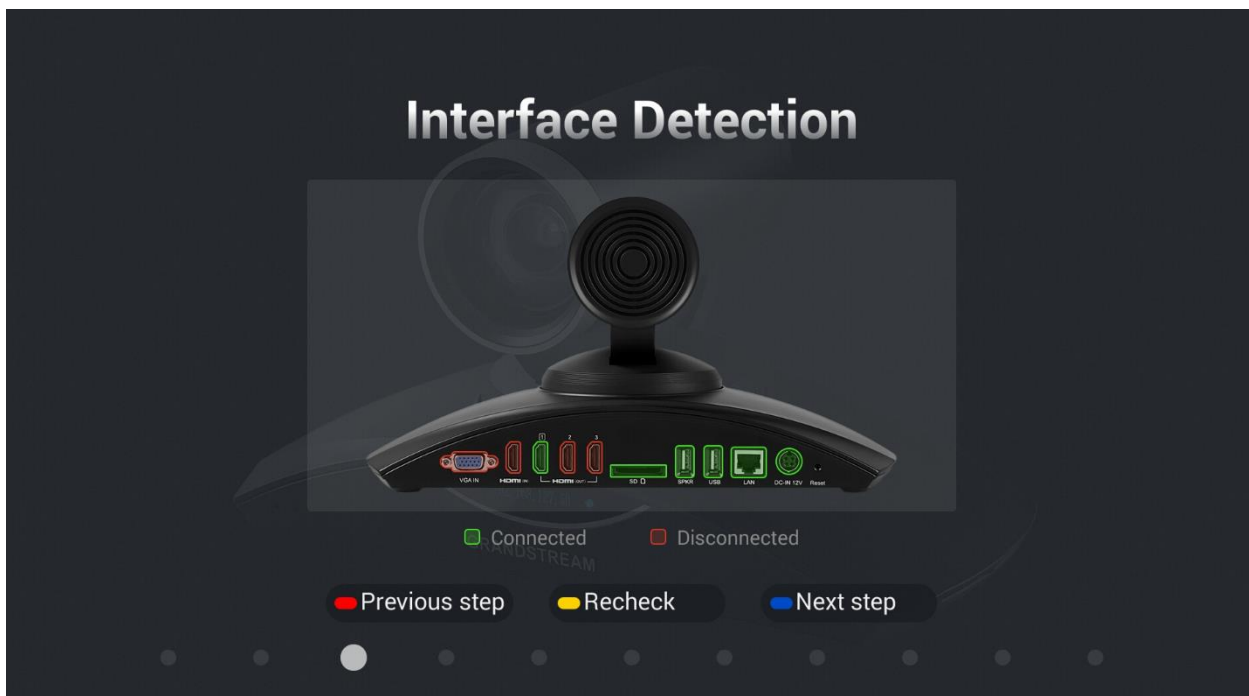 Interface Detection
1 2 3
VGA IN HDMI (IN) HDMI (OUT) SD SPKR USB LAN DC-IN 12V Reset
Connected Disconnected
GRANDSTREAM
Previous step Recheck Next step